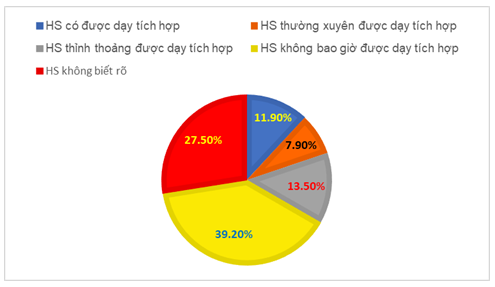 HS có được dạy tích hợp HS thường xuyên được dạy tích hợp
HS thỉnh thoảng được dạy tích hợp HS không bao giờ được dạy tích hợp
HS không biết rõ
11.90%
7.90%
13.50%
39.20%
27.50%